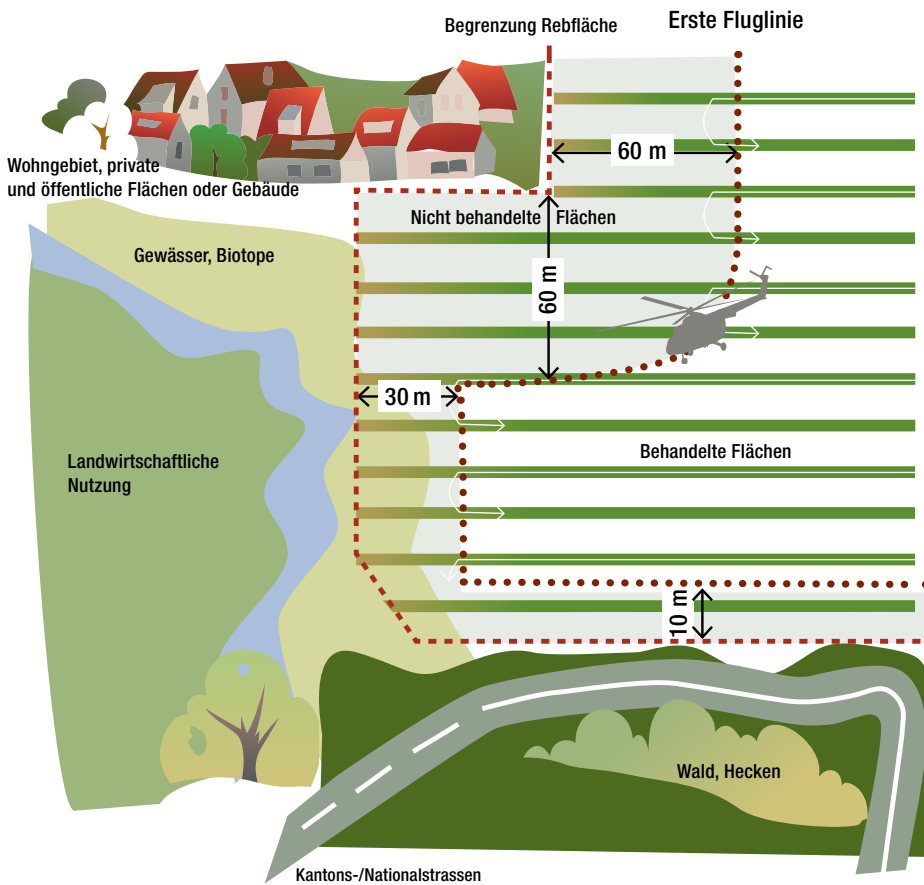 Begrenzung Rebfläche
Erste Fluglinie
60 m
Wohngebiet, private
und öffentliche Flächen oder Gebäude
Nicht behandelte Flächen
Gewässer, Biotope
60 m
30 m
Landwirtschaftliche
Nutzung
Behandelte Flächen
10 m
Wald, Hecken
Kantons-/Nationalstrassen